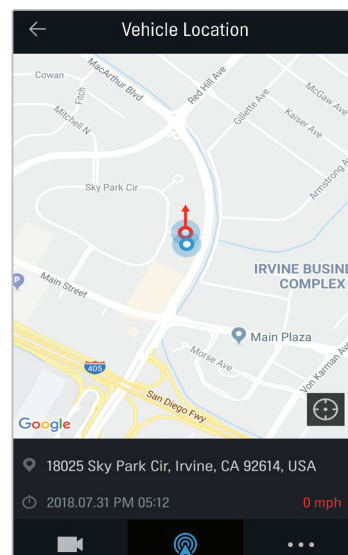 Vehicle Location
Cowan
Fitch
MacArthur Blvd
Red Hill Ave
McGaw Ave
Mitchell N
Gillette Ave
Kaiser Ave
Armstrong Av
Sky Park Cir
IRVINE BUSINE
COMPLEX
P
Main Street
Main Plaza
Morse Ave
405
Von Karman Av
San Diego Fwy
Google
18025 Sky Park Cir, Irvine, CA 92614, USA
2018.07.31 PM 05:12
0 mph